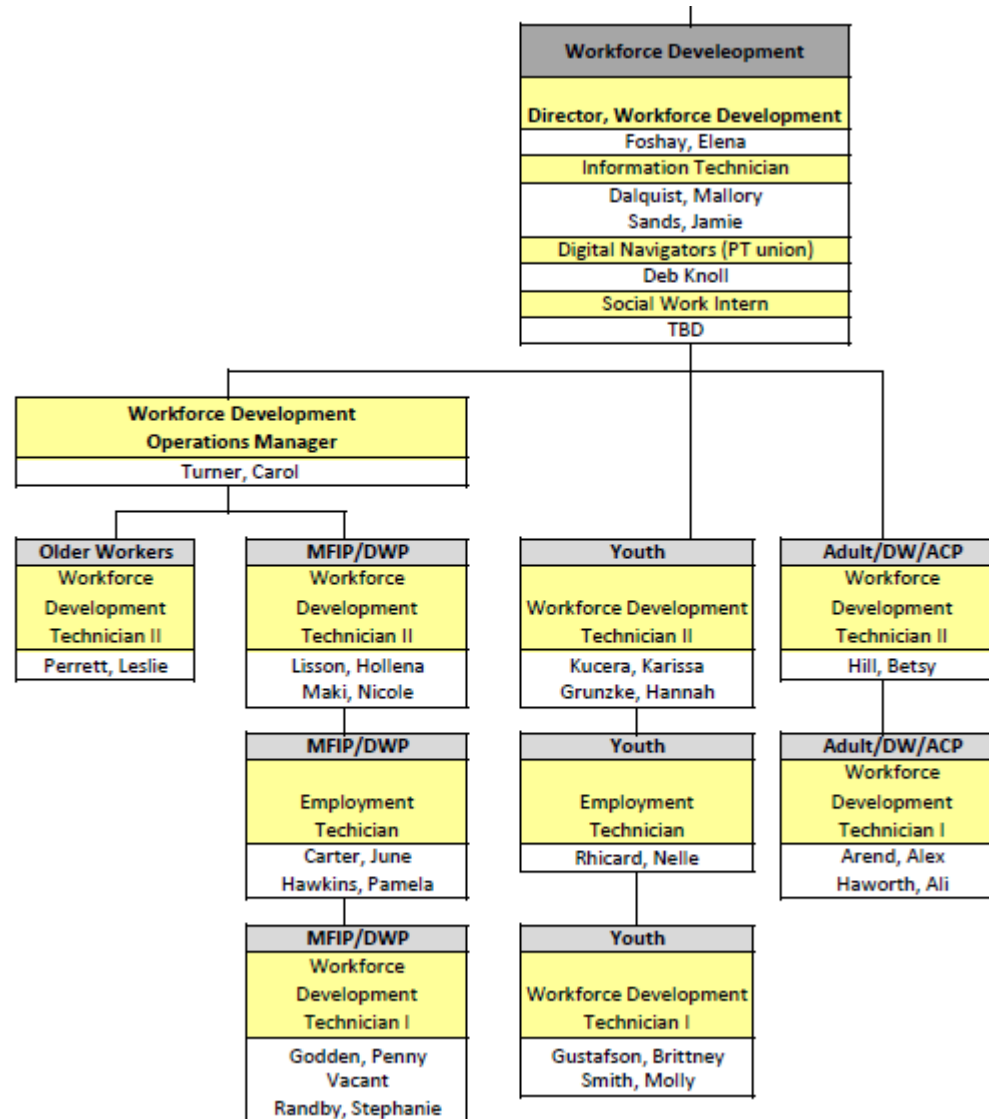 Workforce Develeopment
Director, Workforce Development
Foshay, Elena
Information Technician
Dalquist, Mallory
Sands, Jamie
Digital Navigators (PT union)
Deb Knoll
Social Work Intern
TBD
Workforce Development
Operations Manager
Turner, Carol
Older Workers
Workforce
Development
Technician II
Perrett, Leslie
MFIP/DWP
Workforce
Development
Technician II
Lisson, Hollena
Maki, Nicole
MFIP/DWP
Employment
Techician
Carter, June
Hawkins, Pamela
MFIP/DWP
Workforce
Development
Technician I
Godden, Penny
Vacant
Randby, Stephanie
Youth
Workforce Development
Technician II
Kucera, Karissa
Grunzke, Hannah
Youth
Employment
Technician
Rhicard, Nelle
Youth
Workforce Development
Technician I
Gustafson, Brittney
Smith, Molly
Adult/DW/ACP
Workforce
Development
Technician II
Hill, Betsy
Adult/DW/ACP
Workforce
Development
Technician I
Arend, Alex
Haworth, Ali